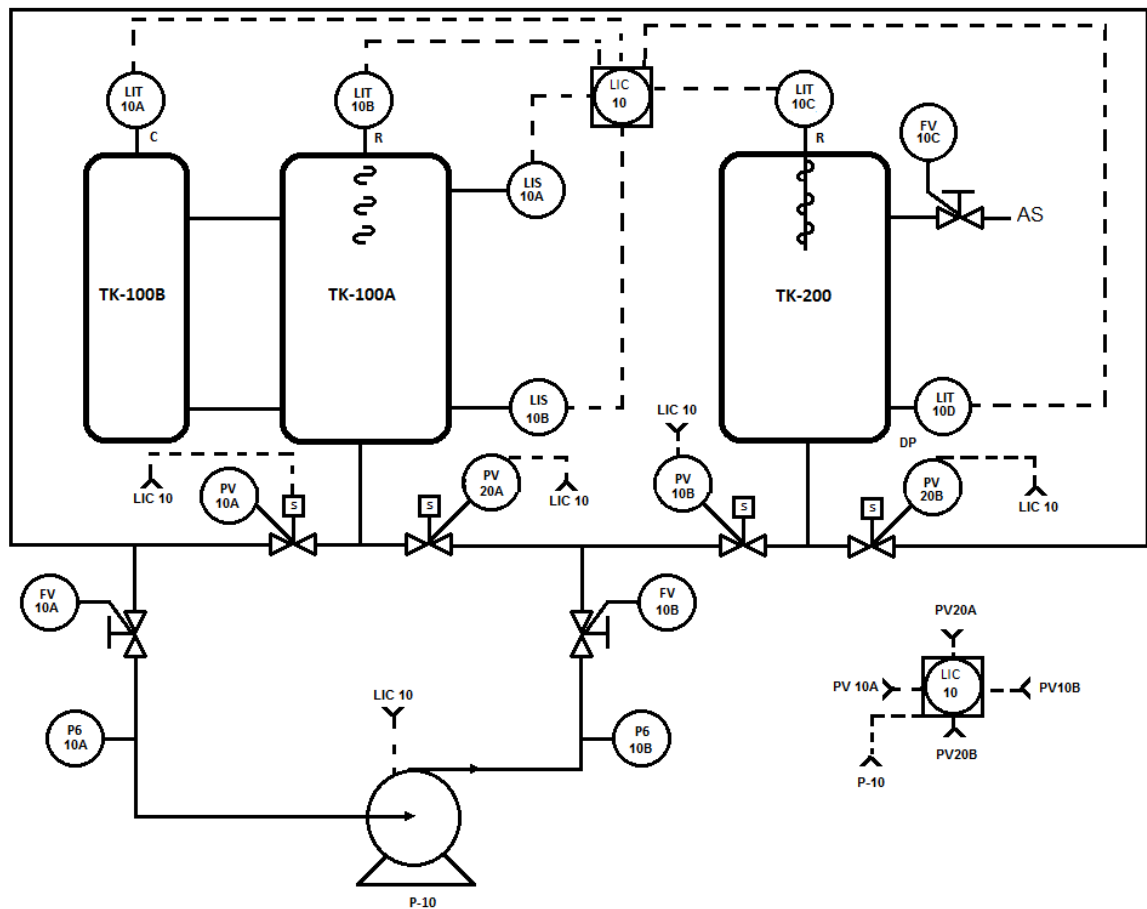 LIT
10A
C
LIT
10B
R
LIC
10
LIT
10C
R
FV
10C
LIS
10A
AS
TK-100B
TK-100A
TK-200
LIS
10B
LIC 10
LIT
10D
DP
LIC 10
PV
10A
S
S
PV
20A
LIC 10
PV
10B
S
S
PV
20B
LIC 10
FV
10A
FV
10B
PV20A
LIC
10
PV 10A
PV10B
PV20B
P-10
P6
10A
LIC 10
P6
10B
P-10